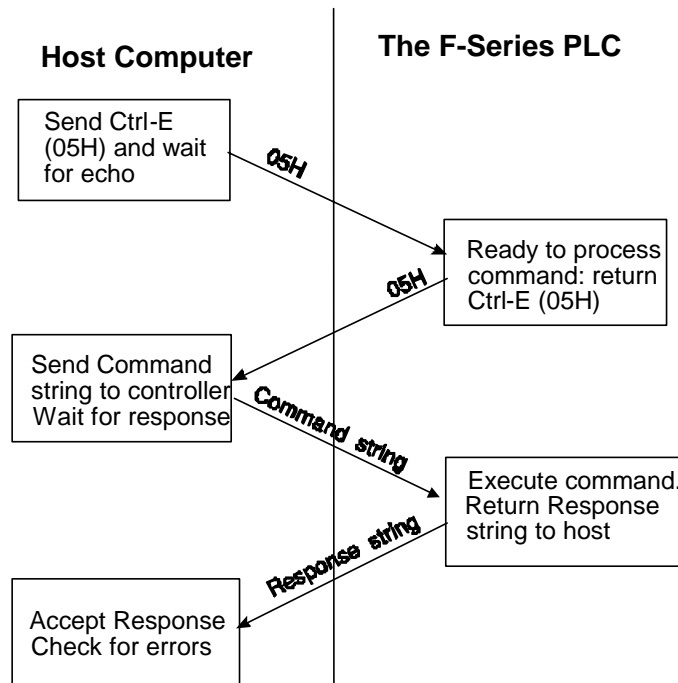 Host Computer
The F-Series PLC
Send Ctrl-E
(05H) and wait
for echo
05H
Ready to process
command: return
Ctrl-E (05H)
05H
Send Command
string to controller
Wait for response
Command string
Execute command.
Return Response
string to host
Response string
Accept Response
Check for errors